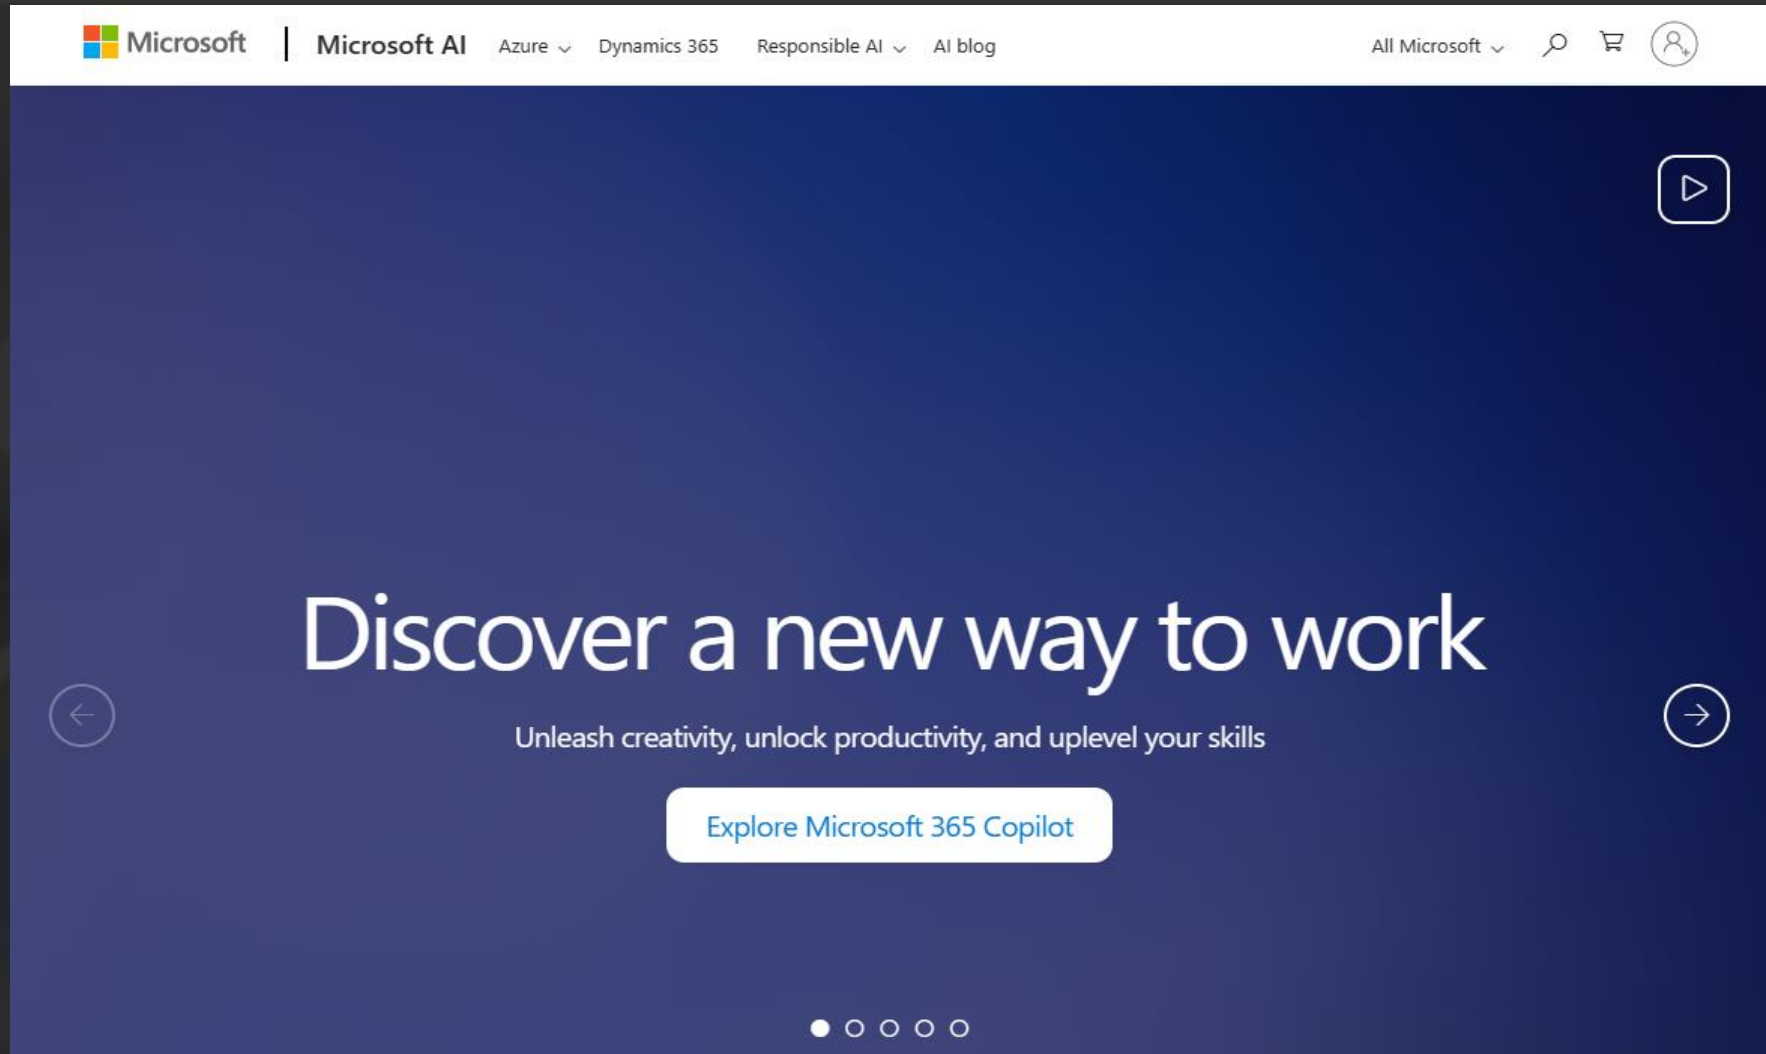 Microsoft | Microsoft AI Azure Dynamics 365 Responsible AI AI blog All Microsoft
Discover a new way to work
Unleash creativity, unlock productivity, and uplevel your skills
Explore Microsoft 365 Copilot